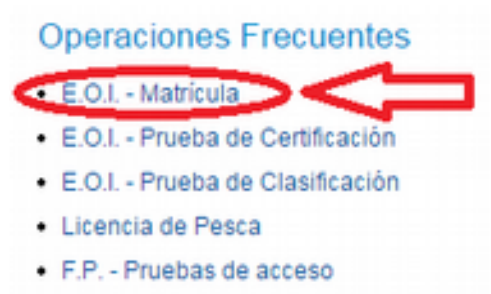 Operaciones Frecuentes
• E.O.I. - Matrícula
• E.O.I. - Prueba de Certificación
• E.O.I. - Prueba de Clasificación
• Licencia de Pesca
• F.P. - Pruebas de acceso